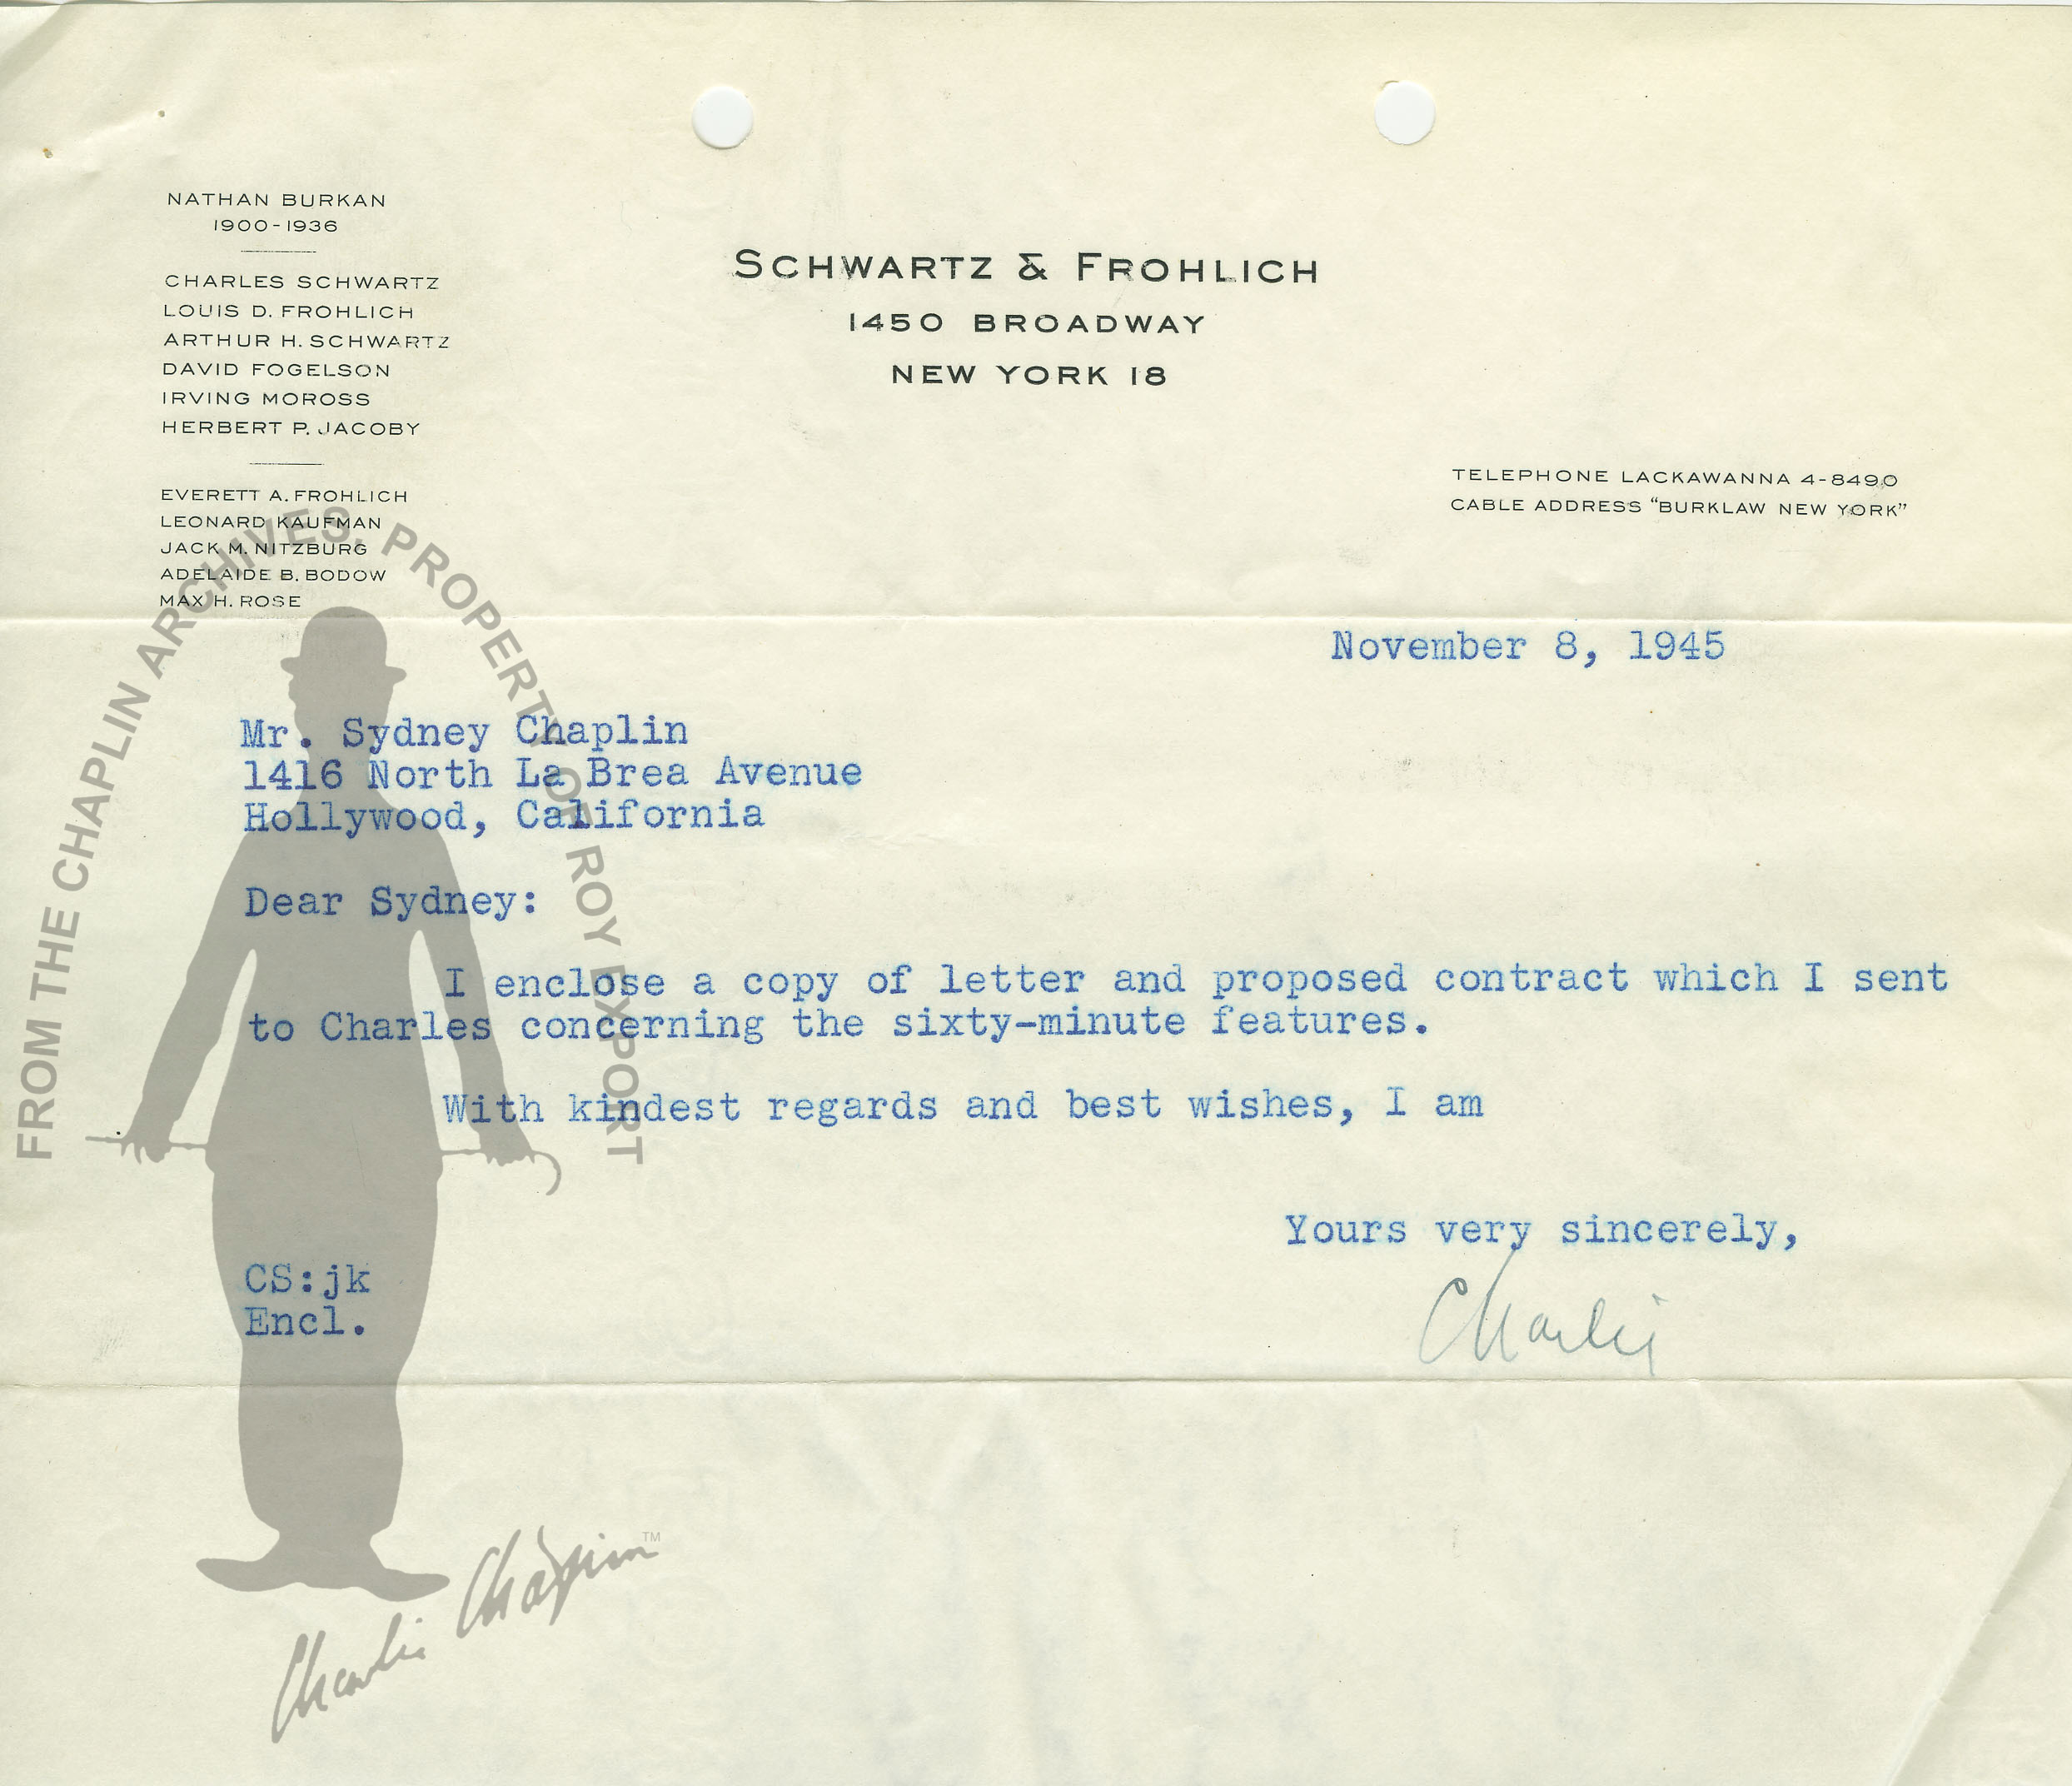 NATHAN BURKAN
1900-1936
CHARLES SCHWARTZ
LOUIS D. FROHLICH
ARTHUR H. SCHWARTZ
DAVID FOGELSON
IRVING MOROSS
HERBERT P. JACOBY
EVERETT A. FROHLICH
LEONARD KAUFMAN
JACK M. NITZBURG
ADELAIDE B. BODOW
MAX H. ROSE
SCHWARTZ & FROHLICH
1450 BROADWAY
NEW YORK 18
TELEPHONE LACKAWANNA 4-8490
CABLE ADDRESS "BURKLAW NEW YORK"
November 8, 1945
Mr. Sydney Chaplin
1416 North La Brea Avenue
Hollywood, California
Dear Sydney:
I enclose a copy of letter and proposed contract which I sent
to Charles concerning the sixty-minute features.
With kindest regards and best wishes, I am
Yours very sincerely,
Charlie
CS:jk
Encl.
FROM THE CHAPLIN ARCHIVES, PROPERTY OF ROY EXPORT
Charlie Chaplin™